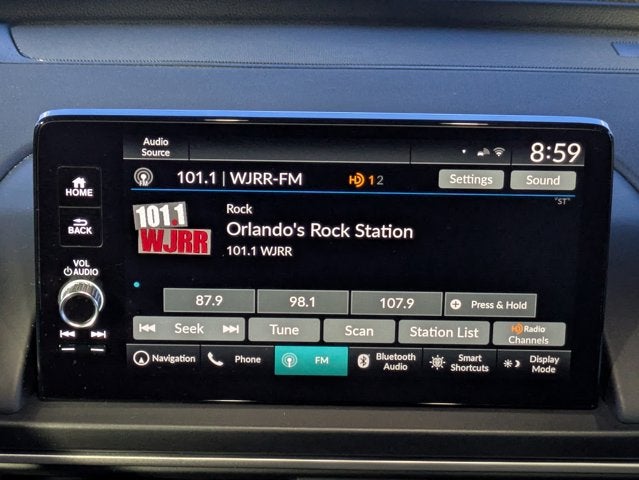 Audio
Source
8:59
HOME
101.1 | WJRR-FM
HD 1 2
Settings
Sound
"ST"
BACK
101.1
WJRR
Rock
Orlando's Rock Station
101.1 WJRR
VOL
AUDIO
87.9
98.1
107.9
Press & Hold
Seek
Tune
Scan
Station List
HD Radio
Channels
Navigation
Phone
FM
Bluetooth
Audio
Smart
Shortcuts
Display
Mode